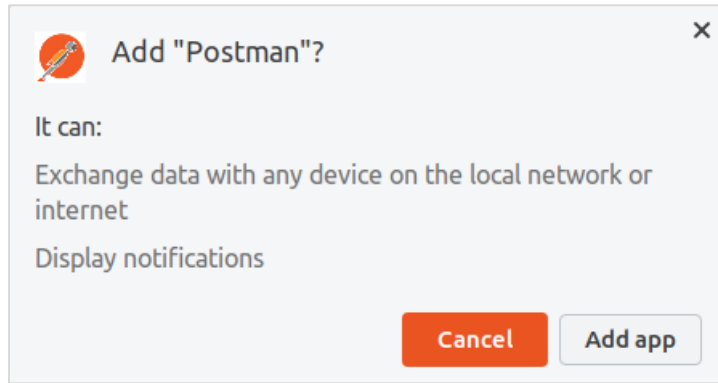 Add "Postman"?
It can:
Exchange data with any device on the local network or
internet
Display notifications
Cancel
Add app